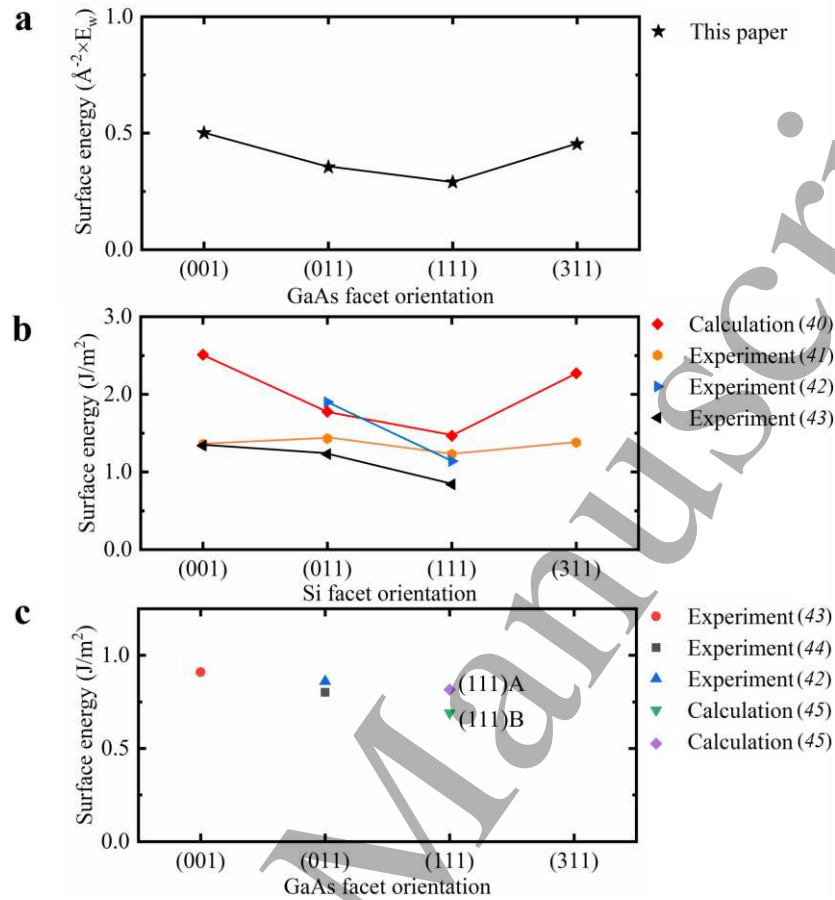 a
Surface energy (Å⁻²×E_w)
1.0
0.5
0.0
(001) (011) (111) (311)
GaAs facet orientation
This paper
b
Surface energy (J/m²)
3.0
2.0
1.0
0.0
(001) (011) (111) (311)
Si facet orientation
Calculation (40)
Experiment (41)
Experiment (42)
Experiment (43)
c
Surface energy (J/m²)
1.0
0.5
0.0
(111)A
(111)B
(001) (011) (111) (311)
GaAs facet orientation
Experiment (43)
Experiment (44)
Experiment (42)
Calculation (45)
Calculation (45)
Manuscri